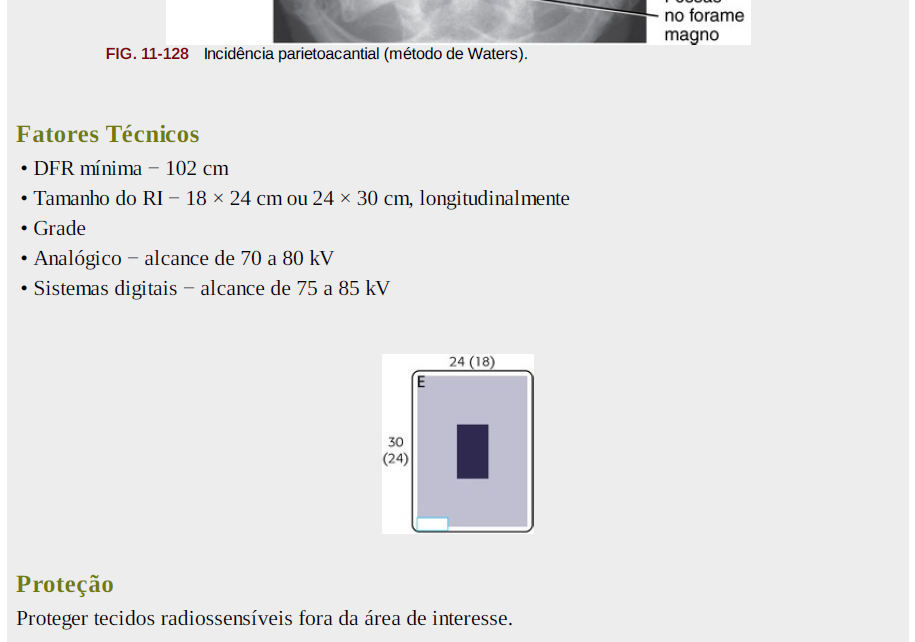 no forame
magno
FIG. 11-128 Incidência parietoacantial (método de Waters).
Fatores Técnicos
• DFR mínima − 102 cm
• Tamanho do RI − 18 × 24 cm ou 24 × 30 cm, longitudinalmente
• Grade
• Analógico − alcance de 70 a 80 kV
• Sistemas digitais − alcance de 75 a 85 kV
24 (18)
E
30
(24)
Proteção
Proteger tecidos radiossensíveis fora da área de interesse.